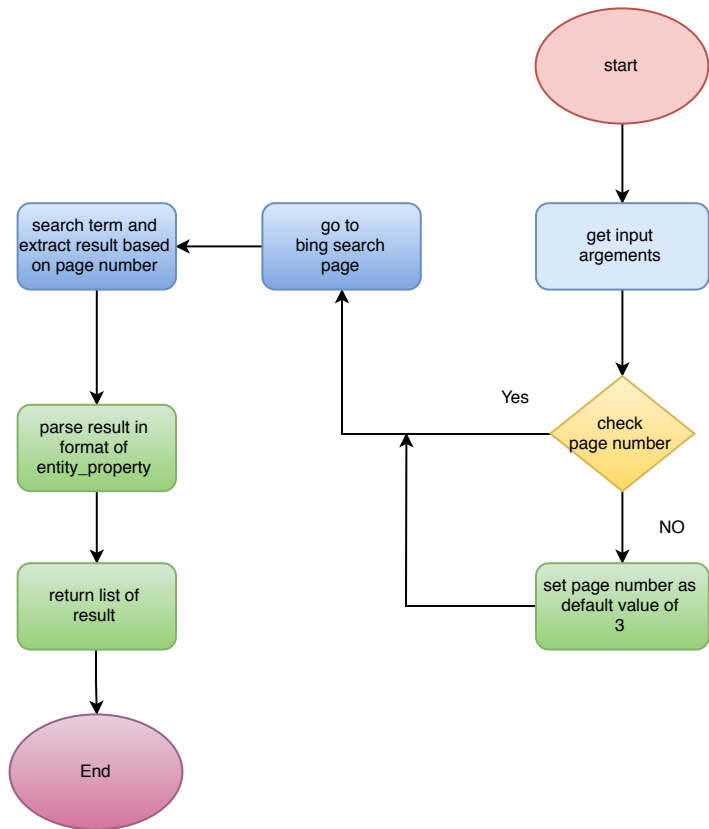 start
get input
argements
check
page number
Yes
NO
set page number as
default value of
3
go to
bing search
page
search term and
extract result based
on page number
parse result in
format of
entity_property
return list of
result
End